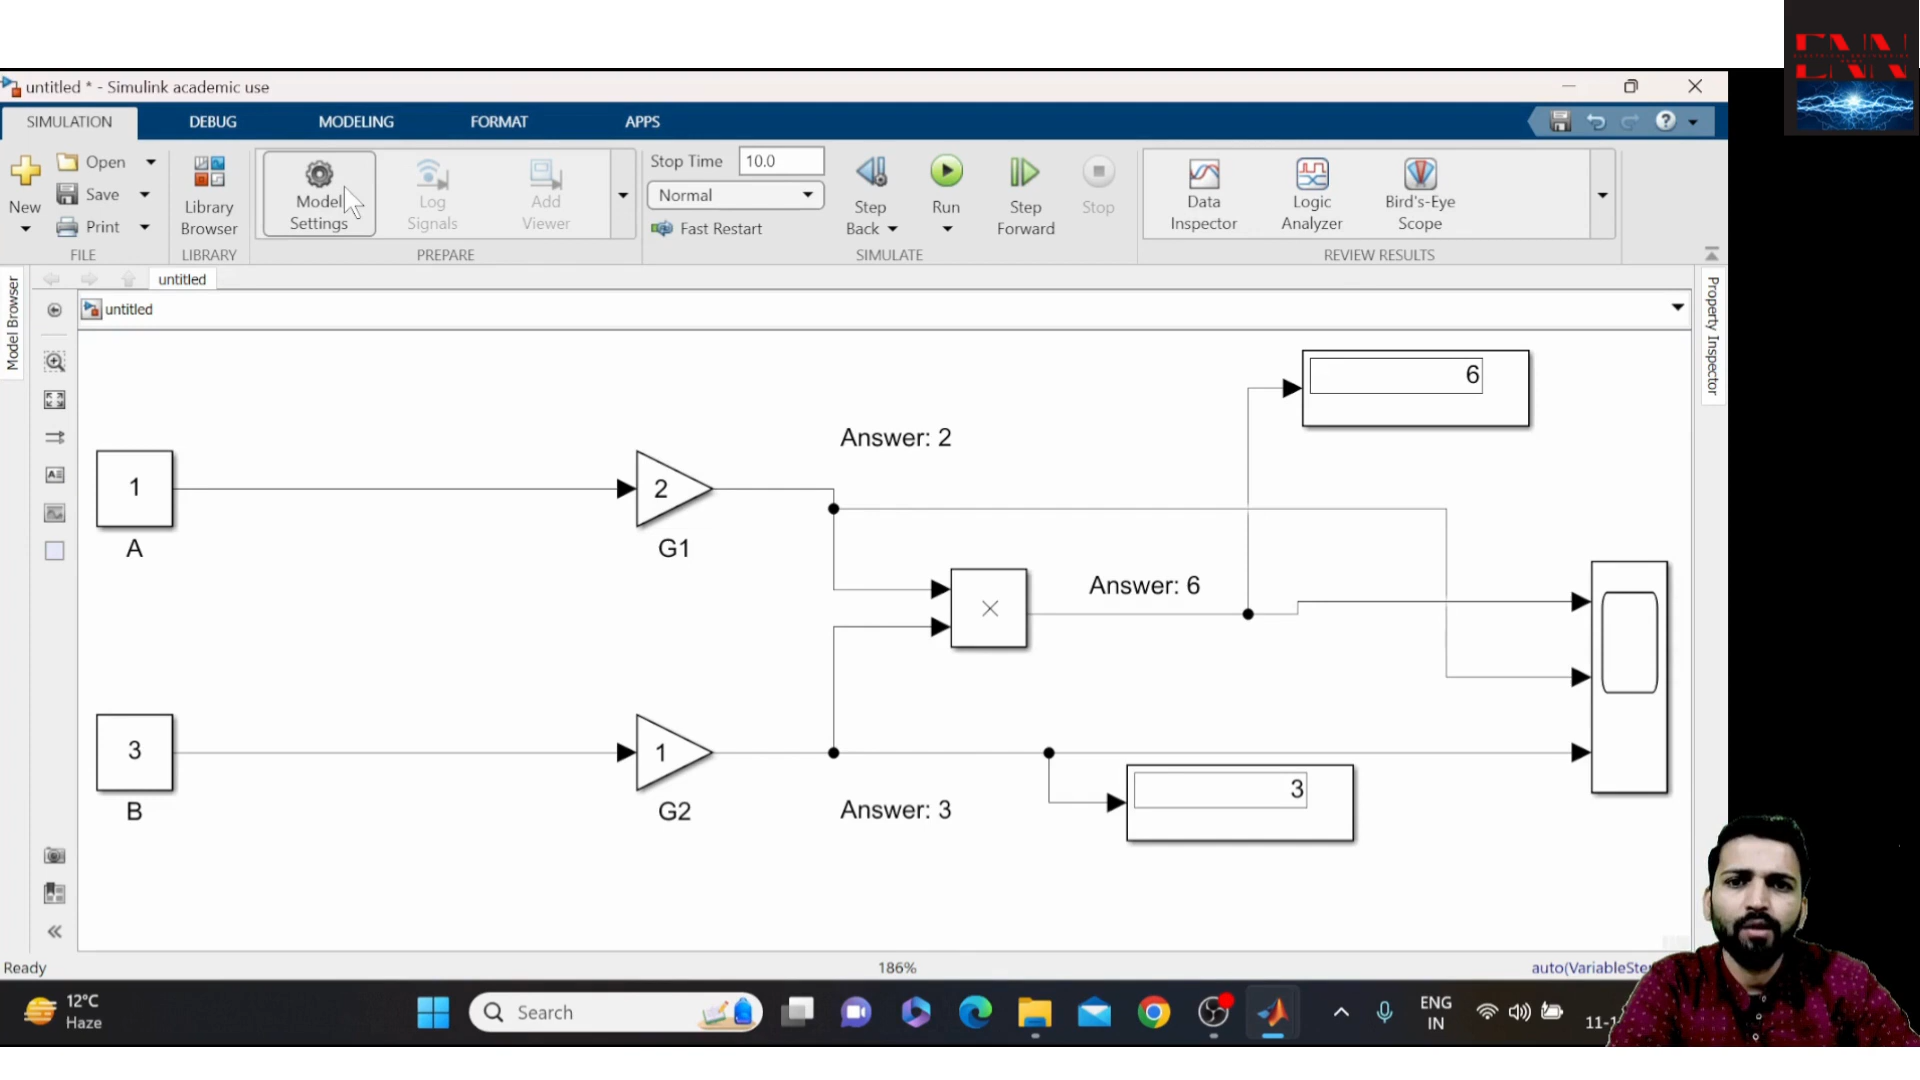 ENN
untitled * - Simulink academic use
SIMULATION
DEBUG
MODELING
FORMAT
APPS
New
Open
Save
Print
FILE
Library
Browser
LIBRARY
Model
Settings
Log
Signals
Add
Viewer
PREPARE
Stop Time 10.0
Normal
Fast Restart
Step
Back
Run
Step
Forward
Stop
SIMULATE
Data
Inspector
Logic
Analyzer
Bird's-Eye
Scope
REVIEW RESULTS
Model Browser
untitled
untitled
Property Inspector
6
Answer: 2
1
A
2
G1
Answer: 6
3
B
1
G2
Answer: 3
3
Ready
186%
12°C
Haze
Search
ENG
IN